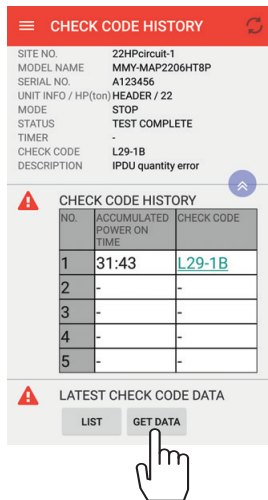 CHECK CODE HISTORY
SITE NO. 22HPcircuit-1
MODEL NAME MMY-MAP2206HT8P
SERIAL NO. A123456
UNIT INFO / HP(ton) HEADER / 22
MODE STOP
STATUS TEST COMPLETE
TIMER -
CHECK CODE L29-1B
DESCRIPTION IPDU quantity error
CHECK CODE HISTORY
NO. ACCUMULATED POWER ON TIME CHECK CODE
1 31:43 L29-1B
2 - -
3 - -
4 - -
5 - -
LATEST CHECK CODE DATA
LIST GET DATA